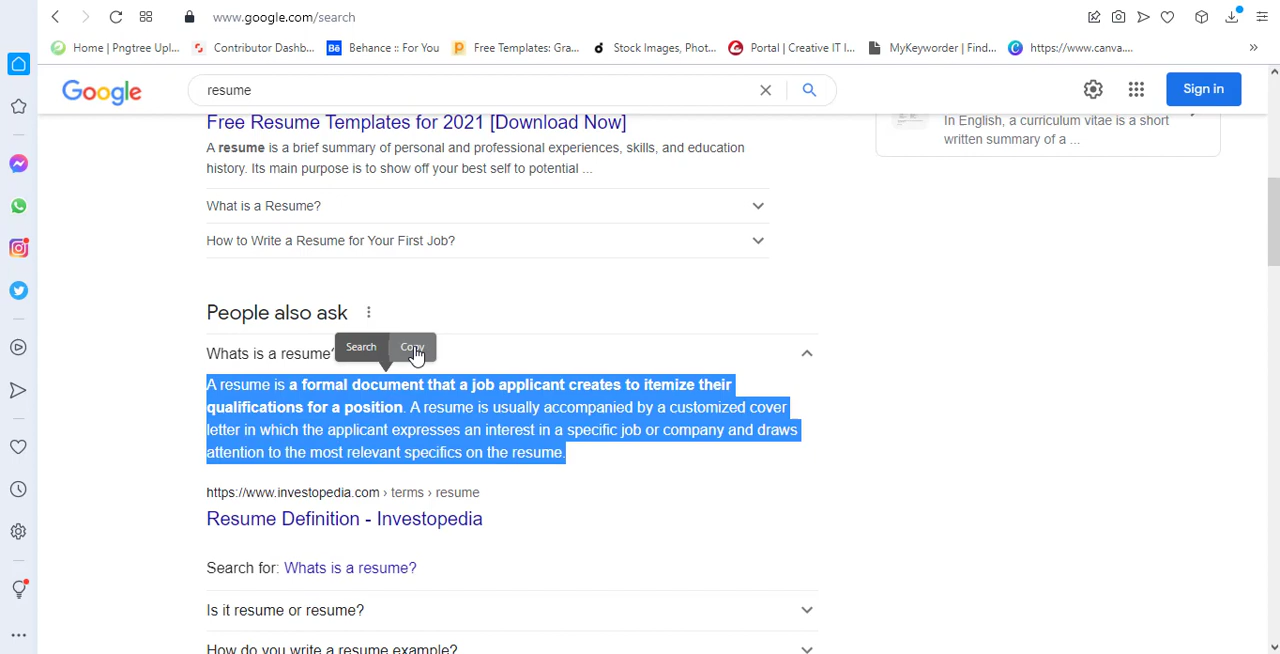 www.google.com/search
Home | Pngtree Upl... Contributor Dashb... Bē Behance :: For You Free Templates: Gra... Stock Images, Phot... Portal | Creative IT I... MyKeyworder | Find... https://www.canva....
Google
resume
Sign in
Free Resume Templates for 2021 [Download Now]
A resume is a brief summary of personal and professional experiences, skills, and education
history. Its main purpose is to show off your best self to potential ...
In English, a curriculum vitae is a short
written summary of a ...
What is a Resume?
How to Write a Resume for Your First Job?
People also ask
Search Copy
Whats is a resume?
A resume is a formal document that a job applicant creates to itemize their
qualifications for a position. A resume is usually accompanied by a customized cover
letter in which the applicant expresses an interest in a specific job or company and draws
attention to the most relevant specifics on the resume.
https://www.investopedia.com › terms › resume
Resume Definition - Investopedia
Search for: Whats is a resume?
Is it resume or resume?
How do you write a resume example?